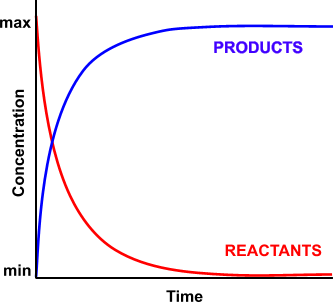 max
PRODUCTS
Concentration
REACTANTS
min
Time